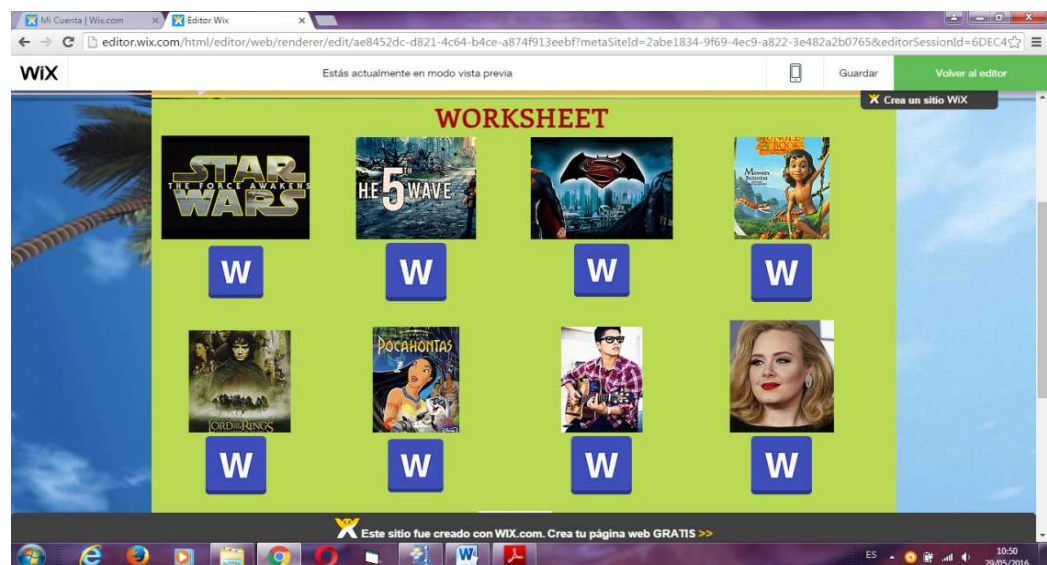 Mi Cuenta | Wix.com
Editor Wix
editor.wix.com/html/editor/web/renderer/edit/ae8452dc-d821-4c64-b4ce-a874f913eebf?metaSiteId=2abe1834-9f69-4ec9-a822-3e482a2b0765&editorSessionId=6DEC4
WiX
Estás actualmente en modo vista previa
Guardar
Volver al editor
Crea un sitio WiX
WORKSHEET
STAR
THE FORCE AWAKENS
WARS
HE 5TH WAVE
JUNGLE
BOOK
W W W W
POCAHONTAS
LORD OF THE RINGS
W W W W
Este sitio fue creado con WIX.com. Crea tu página web GRATIS >>
ES
10:50
29/05/2016